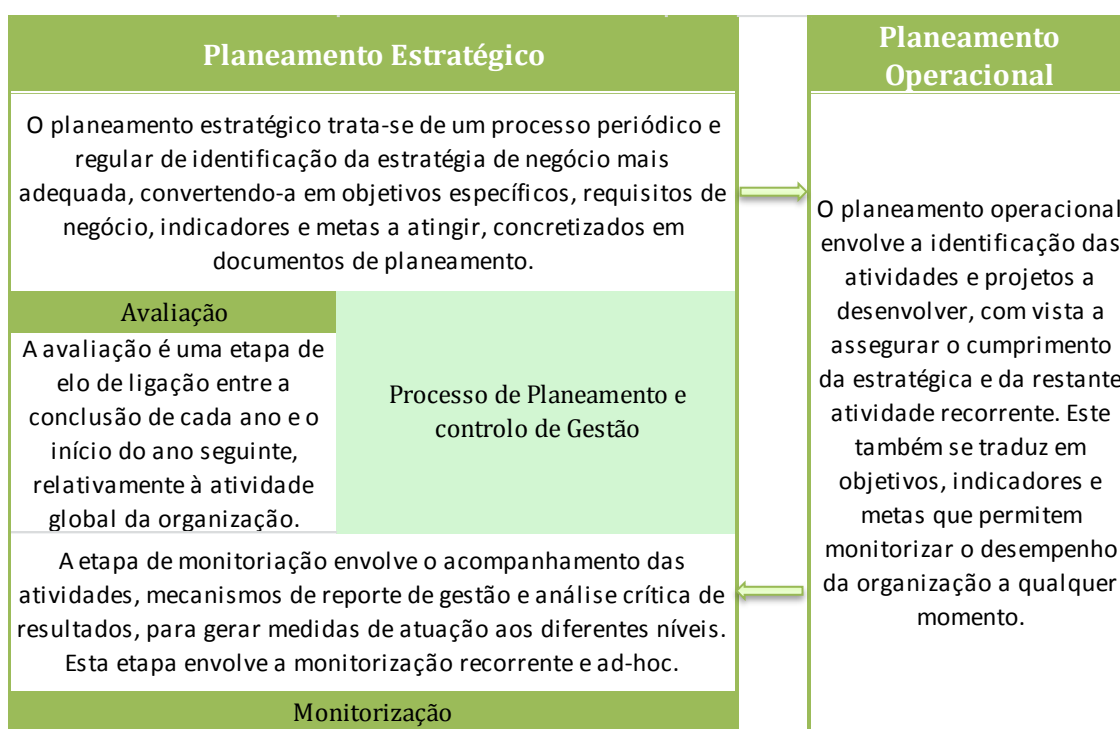 Planeamento Estratégico
O planeamento estratégico trata-se de um processo periódico e
regular de identificação da estratégia de negócio mais
adequada, convertendo-a em objetivos específicos, requisitos de
negócio, indicadores e metas a atingir, concretizados em
documentos de planeamento.
Avaliação
A avaliação é uma etapa de
elo de ligação entre a
conclusão de cada ano e o
início do ano seguinte,
relativamente à atividade
global da organização.
Processo de Planeamento e
controlo de Gestão
A etapa de monitoriação envolve o acompanhamento das
atividades, mecanismos de reporte de gestão e análise crítica de
resultados, para gerar medidas de atuação aos diferentes níveis.
Esta etapa envolve a monitorização recorrente e ad-hoc.
Monitorização
Planeamento
Operacional
O planeamento operacional
envolve a identificação das
atividades e projetos a
desenvolver, com vista a
assegurar o cumprimento
da estratégica e da restante
atividade recorrente. Este
também se traduz em
objetivos, indicadores e
metas que permitem
monitorizar o desempenho
da organização a qualquer
momento.